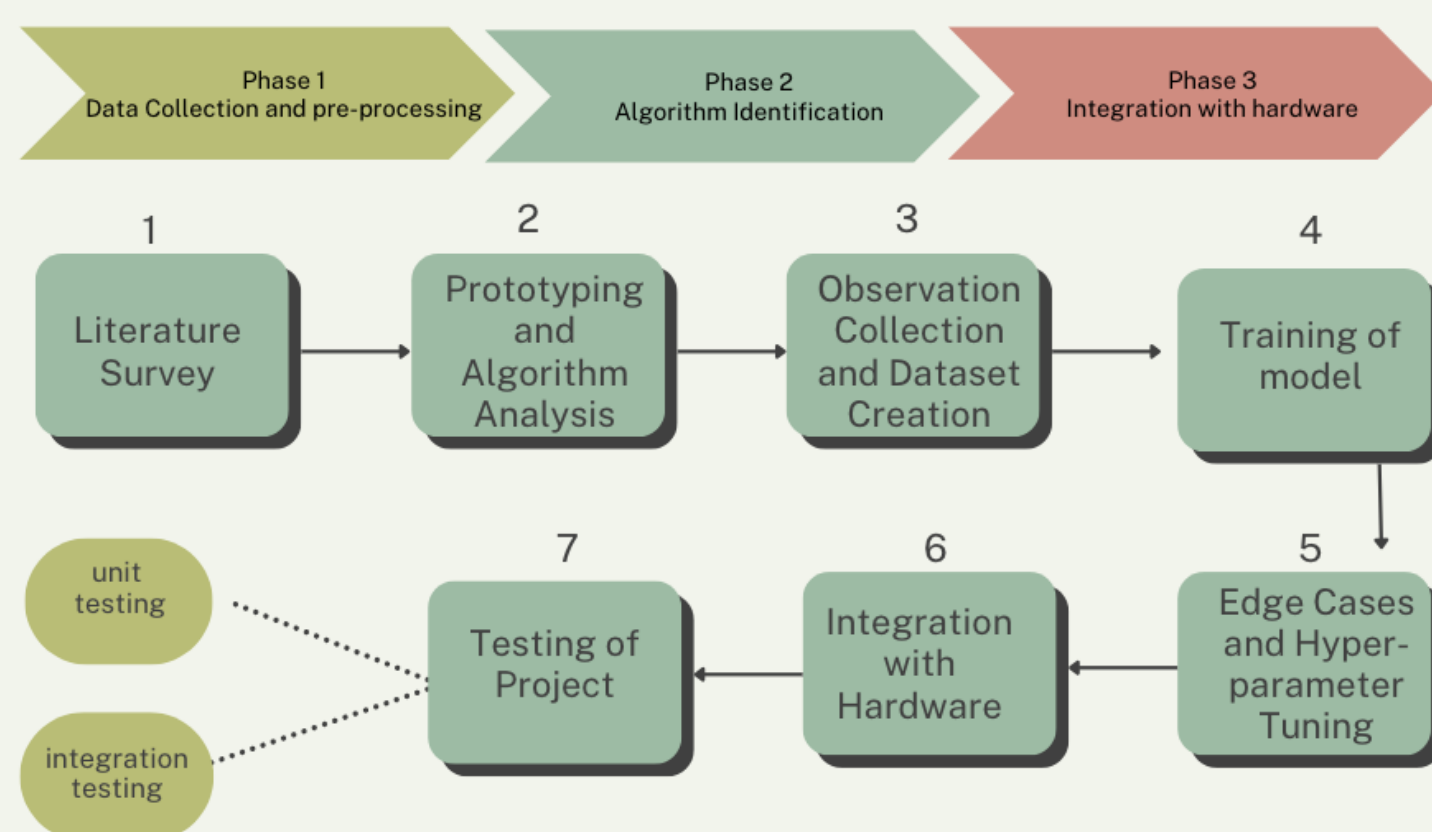 Phase 1
Data Collection and pre-processing
Phase 2
Algorithm Identification
Phase 3
Integration with hardware
1
Literature
Survey
2
Prototyping
and
Algorithm
Analysis
3
Observation
Collection
and Dataset
Creation
4
Training of
model
5
Edge Cases
and Hyper-
parameter
Tuning
6
Integration
with
Hardware
7
Testing of
Project
unit
testing
integration
testing